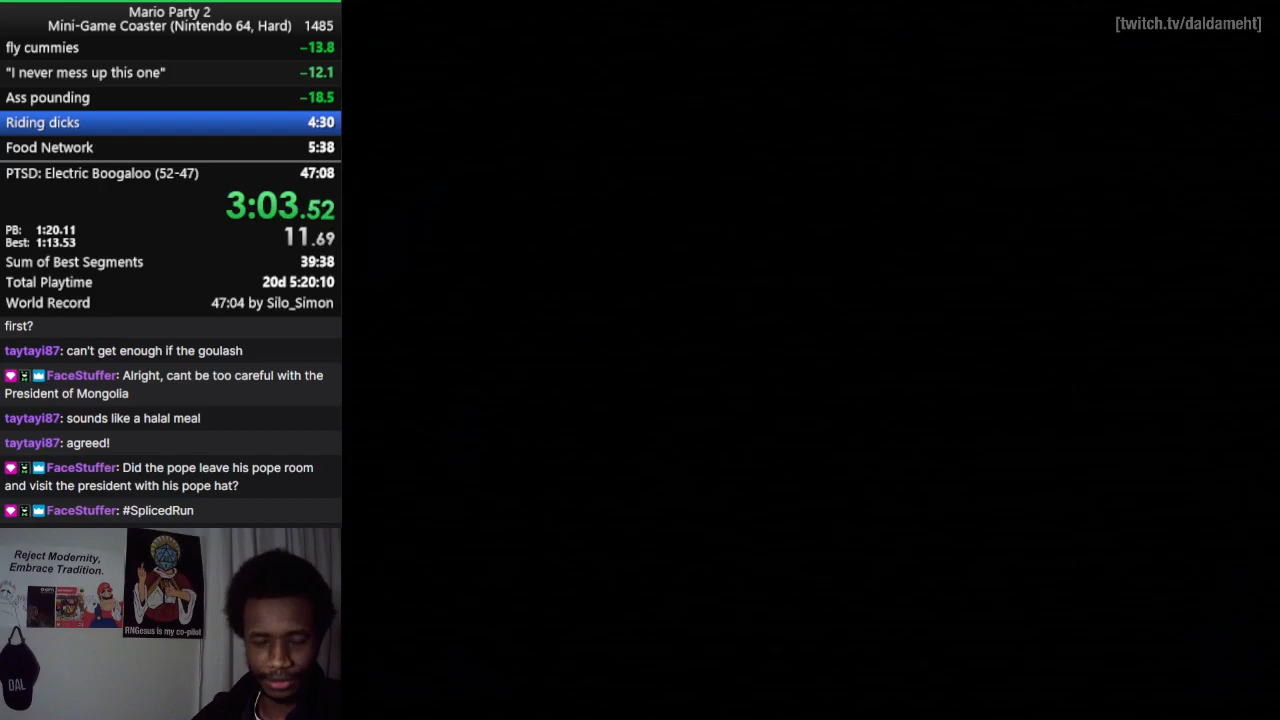 Mario Party 2
Mini-Game Coaster (Nintendo 64, Hard) 1485
[twitch.tv/daldameht]
fly cummies -13.8
"I never mess up this one" -12.1
Ass pounding -18.5
Riding dicks 4:30
Food Network 5:38
PTSD: Electric Boogaloo (52-47) 47:08
3:03.52
PB: 1:20.11
Best: 1:13.53
11.69
Sum of Best Segments 39:38
Total Playtime 20d 5:20:10
World Record 47:04 by Silo_Simon
first?
taytayi87: can't get enough if the goulash
FaceStuffer: Alright, cant be too careful with the
President of Mongolia
taytayi87: sounds like a halal meal
taytayi87: agreed!
FaceStuffer: Did the pope leave his pope room
and visit the president with his pope hat?
FaceStuffer: #SplicedRun
Reject Modernity,
Embrace Tradition.
RNGesus is my co-pilot
DAL